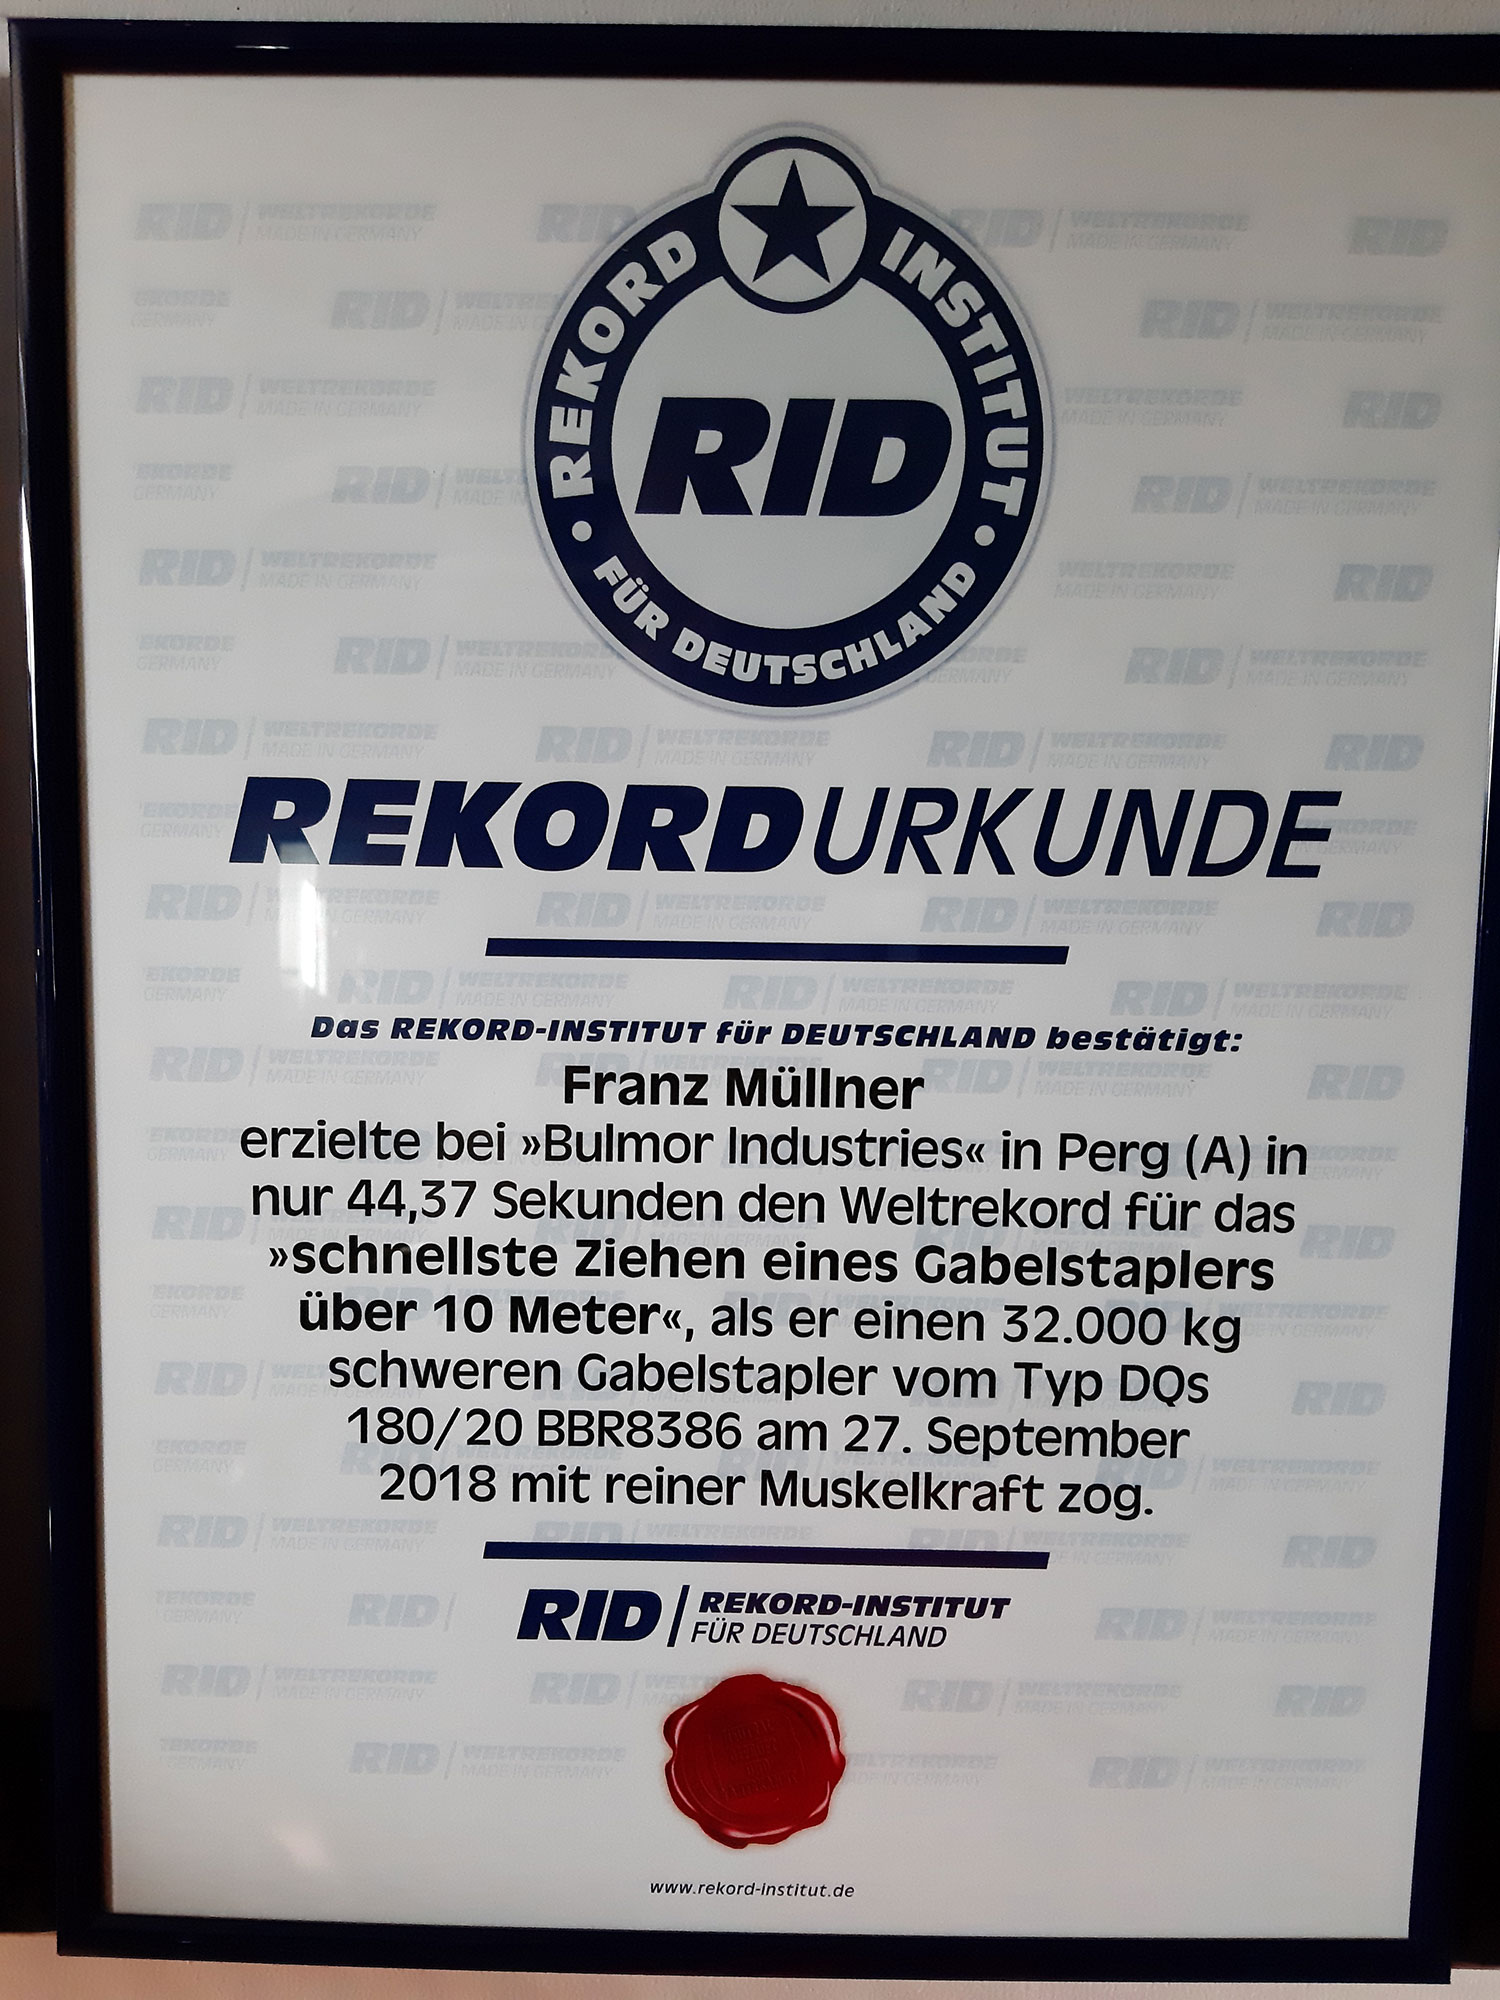 REKORD INSTITUT
RID
• FÜR DEUTSCHLAND •
REKORDURKUNDE
Das REKORD-INSTITUT für DEUTSCHLAND bestätigt:
Franz Müllner
erzielte bei »Bulmor Industries« in Perg (A) in
nur 44,37 Sekunden den Weltrekord für das
»schnellste Ziehen eines Gabelstaplers
über 10 Meter«, als er einen 32.000 kg
schweren Gabelstapler vom Typ DQs
180/20 BBR8386 am 27. September
2018 mit reiner Muskelkraft zog.
RID | REKORD-INSTITUT
FÜR DEUTSCHLAND
www.rekord-institut.de